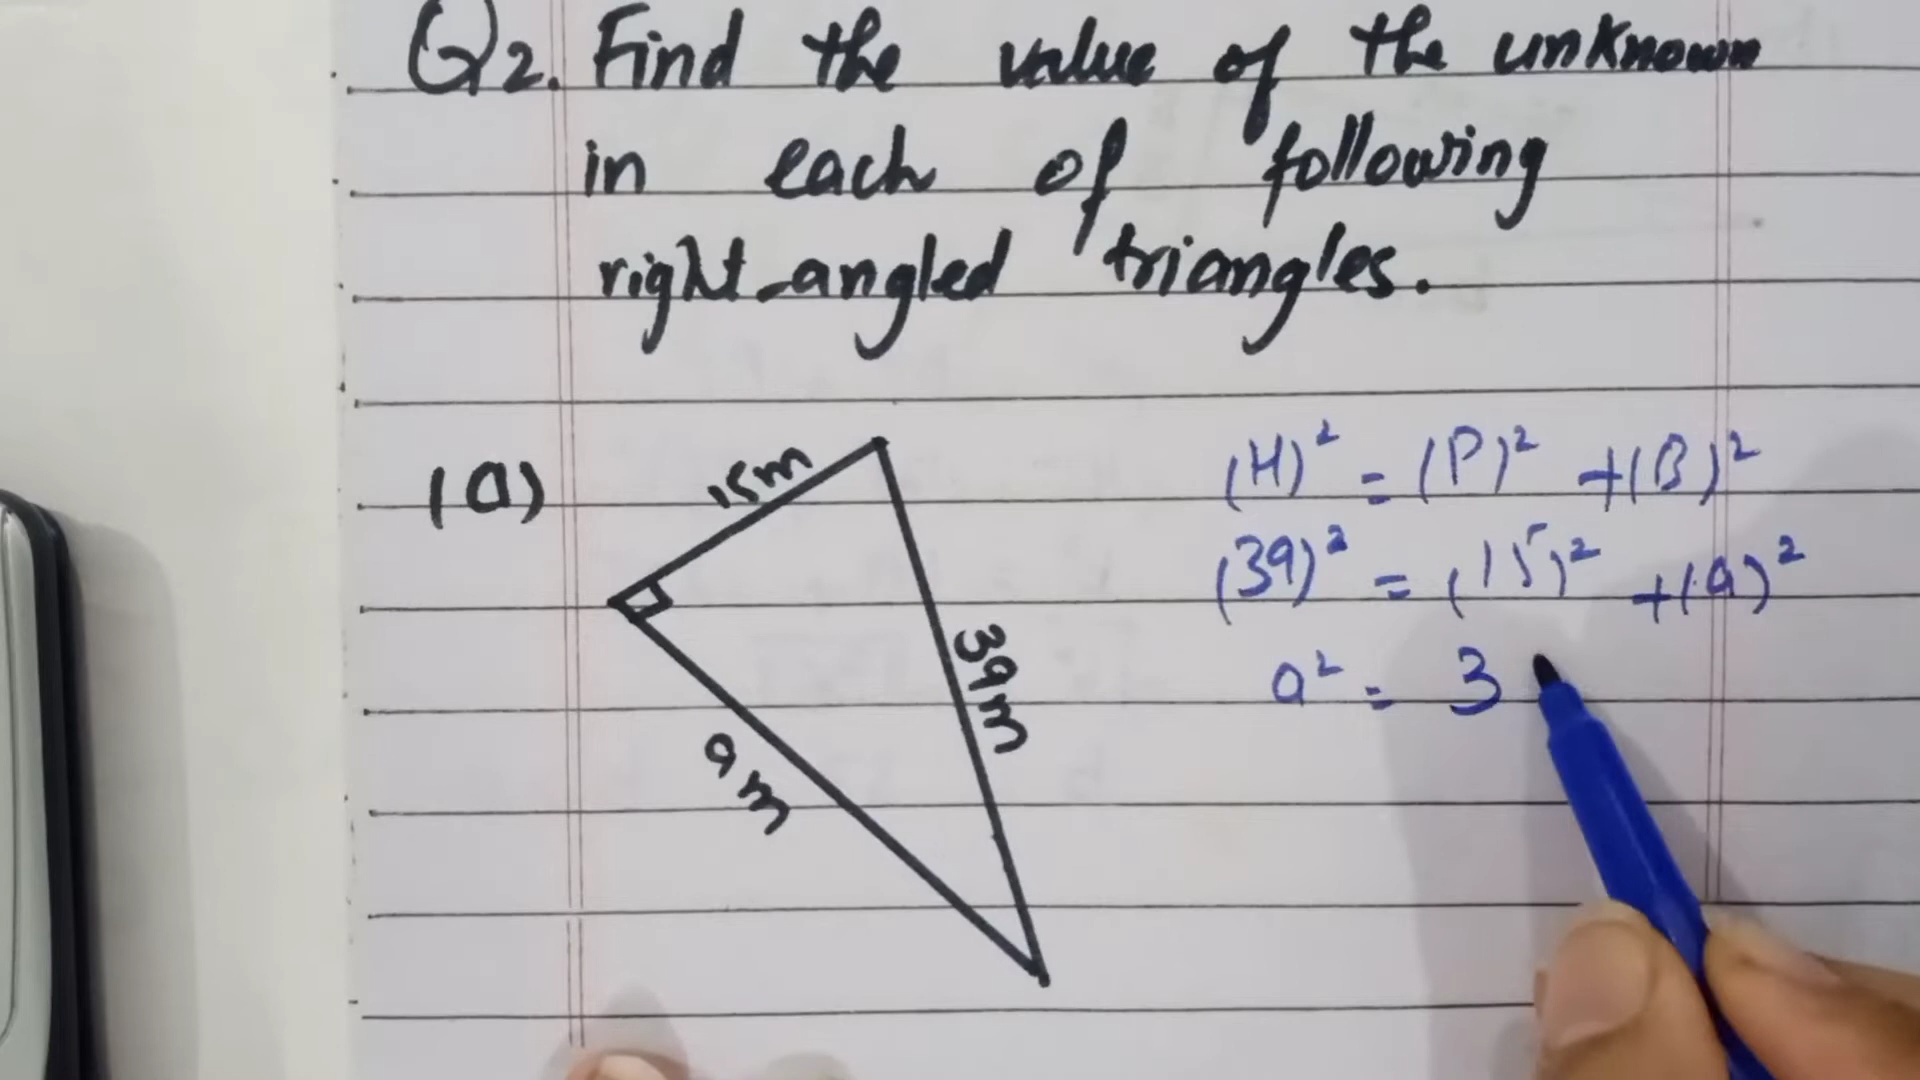 Q2. Find the value of the unknown
in each of following
right-angled triangles.
(a)
15m
39m
a m
(H)² = (P)² + (B)²
(39)² = (15)² + (a)²
a² = 3